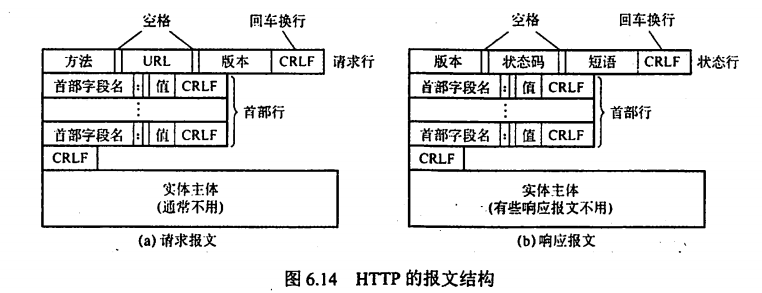 空格 回车换行
方法 URL 版本 CRLF 请求行
首部字段名 : 值 CRLF
⋮ 首部行
首部字段名 : 值 CRLF
CRLF
实体主体
(通常不用)
(a) 请求报文
空格 回车换行
版本 状态码 短语 CRLF 状态行
首部字段名 : 值 CRLF
⋮ 首部行
首部字段名 : 值 CRLF
CRLF
实体主体
(有些响应报文不用)
(b) 响应报文
图 6.14 HTTP 的报文结构